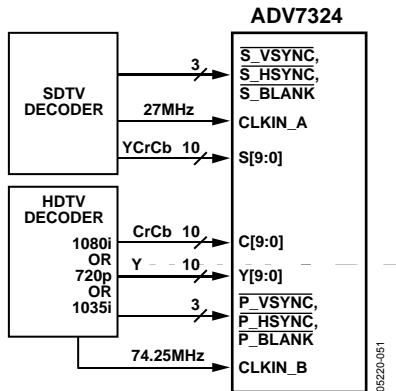 ADV7324
SDTV
DECODER
3
S_VSYNC,
S_HSYNC,
S_BLANK
27MHz
CLKIN_A
YCrCb 10
S[9:0]
HDTV
DECODER
1080i
OR
720p
OR
1035i
CrCb 10
C[9:0]
Y 10
Y[9:0]
3
P_VSYNC,
P_HSYNC,
P_BLANK
74.25MHz
CLKIN_B
05220-051